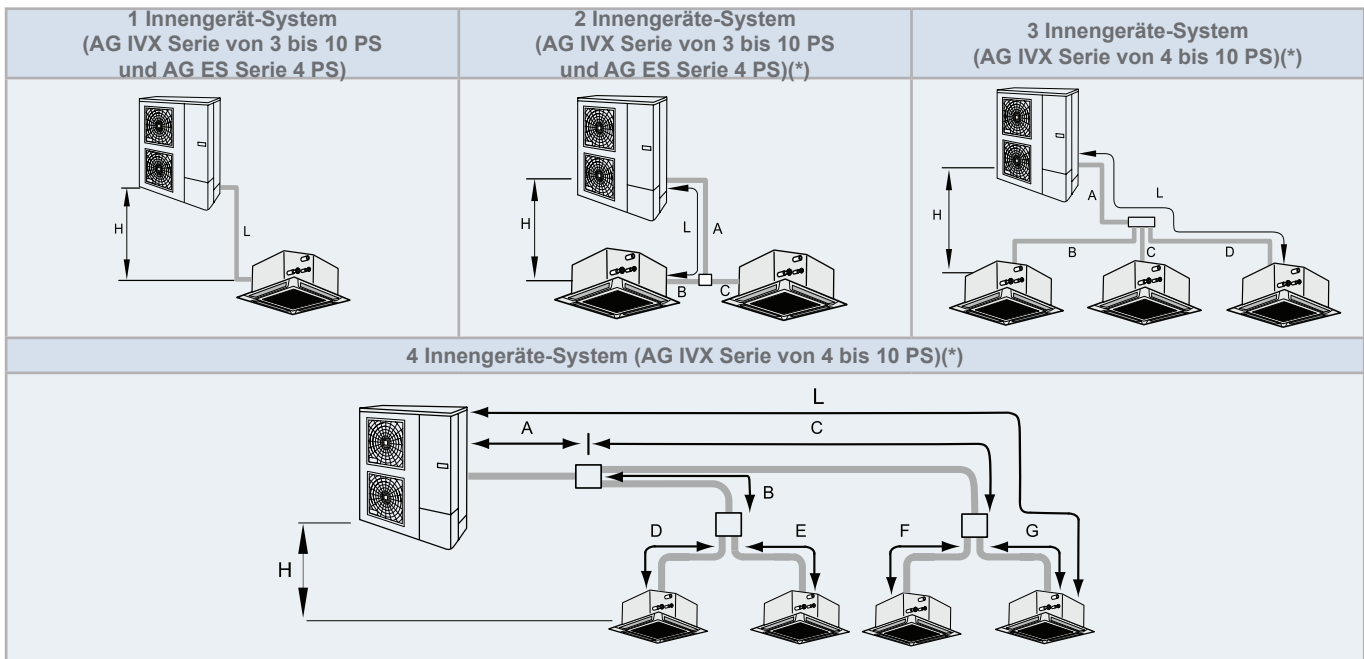 1 Innengerät-System
(AG IVX Serie von 3 bis 10 PS
und AG ES Serie 4 PS)
2 Innengeräte-System
(AG IVX Serie von 3 bis 10 PS
und AG ES Serie 4 PS)(*)
3 Innengeräte-System
(AG IVX Serie von 4 bis 10 PS)(*)
H
L
H
L
A
B
C
H
A
L
B
C
D
4 Innengeräte-System (AG IVX Serie von 4 bis 10 PS)(*)
L
A
C
B
D
E
F
G
H